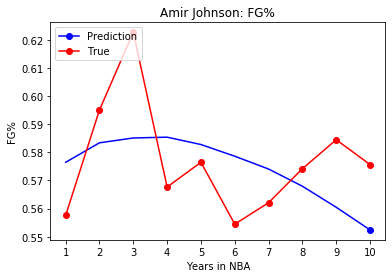 Amir Johnson: FG%
Prediction
True
FG%
0.62
0.61
0.60
0.59
0.58
0.57
0.56
0.55
1 2 3 4 5 6 7 8 9 10
Years in NBA